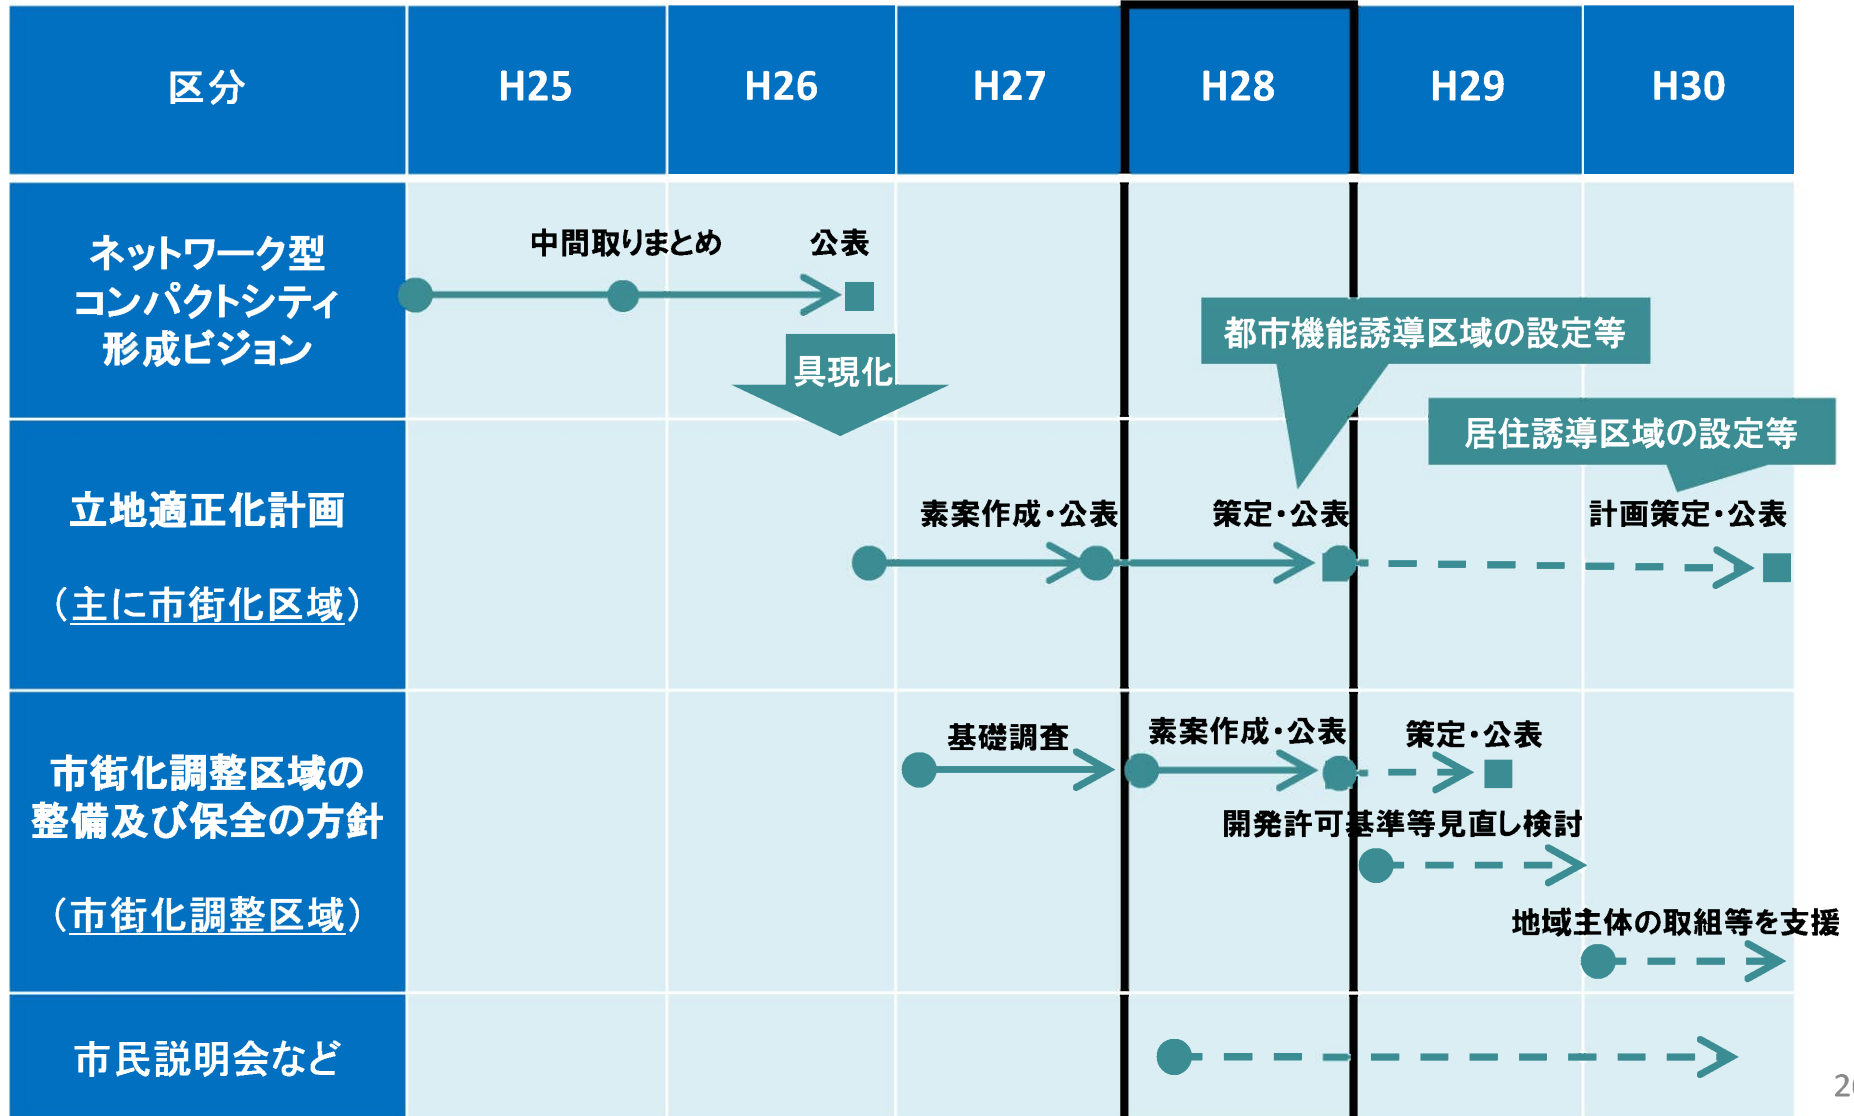 区分
H25
H26
H27
H28
H29
H30
ネットワーク型
コンパクトシティ
形成ビジョン
中間取りまとめ
公表
具現化
都市機能誘導区域の設定等
居住誘導区域の設定等
立地適正化計画
（主に市街化区域）
素案作成・公表
策定・公表
計画策定・公表
市街化調整区域の
整備及び保全の方針
（市街化調整区域）
基礎調査
素案作成・公表
策定・公表
開発許可基準等見直し検討
地域主体の取組等を支援
市民説明会など